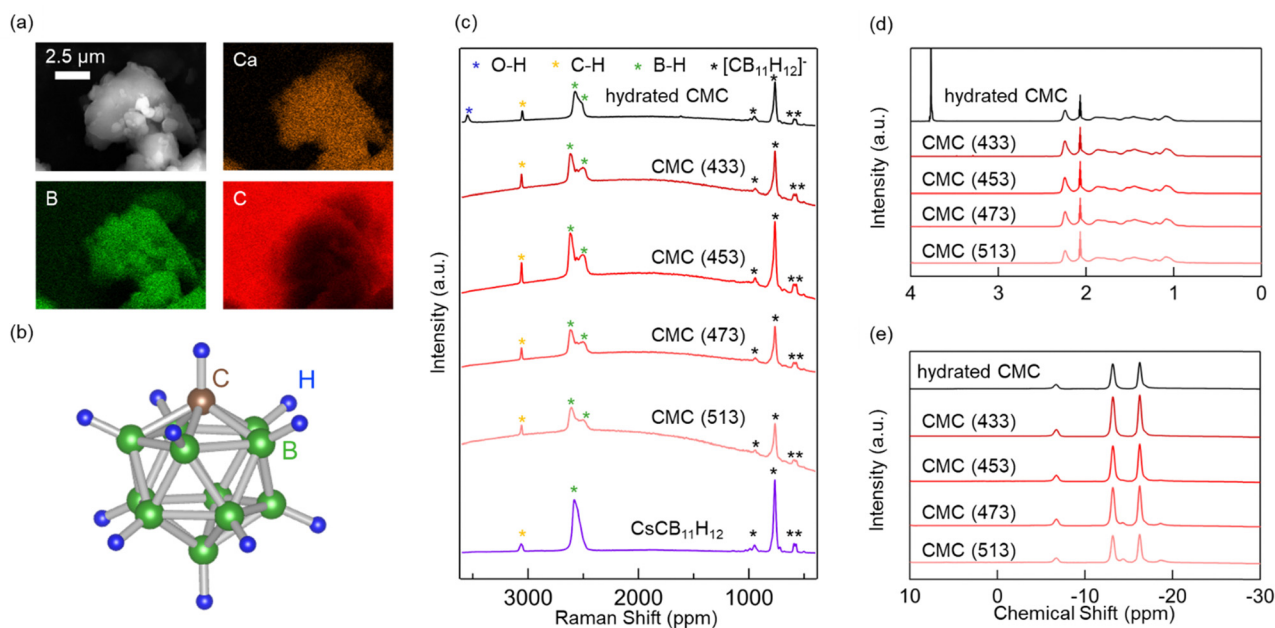 (a)
2.5 μm
Ca
B
C
(b)
C
H
B
(c)
* O-H * C-H * B-H * [CB₁₁H₁₂]⁻
hydrated CMC
CMC (433)
CMC (453)
CMC (473)
CMC (513)
CsCB₁₁H₁₂
Intensity (a.u.)
3000 2000 1000
Raman Shift (ppm)
(d)
hydrated CMC
CMC (433)
CMC (453)
CMC (473)
CMC (513)
Intensity (a.u.)
4 3 2 1 0
(e)
hydrated CMC
CMC (433)
CMC (453)
CMC (473)
CMC (513)
Intensity (a.u.)
10 0 -10 -20 -30
Chemical Shift (ppm)